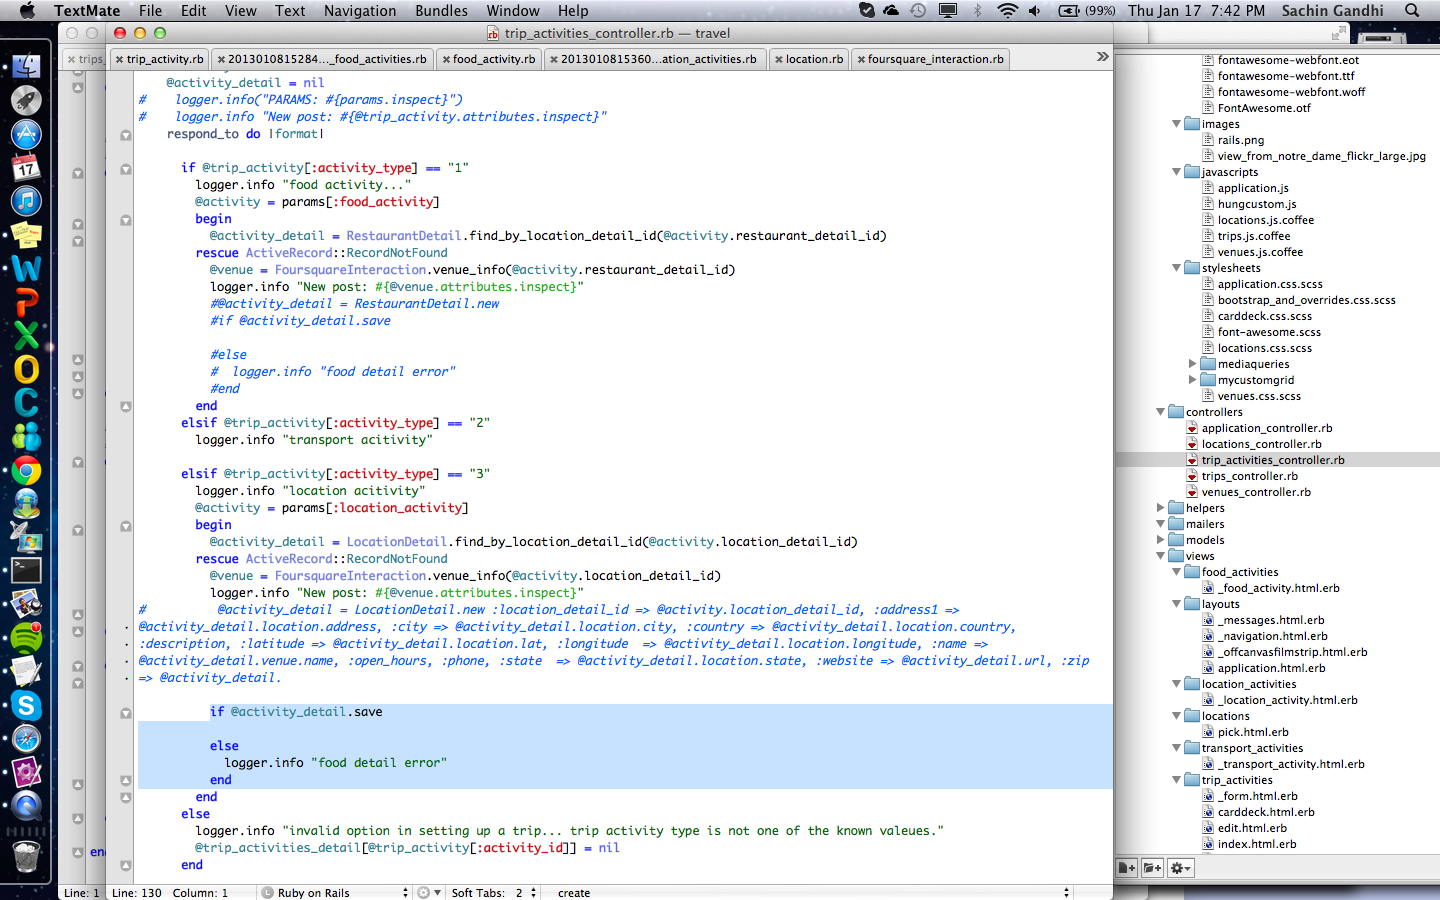 TextMate File Edit View Text Navigation Bundles Window Help (99%) Thu Jan 17 7:42 PM Sachin Gandhi
trip_activities_controller.rb — travel
trips_ trip_activity.rb 2013010815284…_food_activities.rb food_activity.rb 2013010815360…ation_activities.rb location.rb foursquare_interaction.rb »
@activity_detail = nil
# logger.info("PARAMS: #{params.inspect}")
# logger.info "New post: #{@trip_activity.attributes.inspect}"
respond_to do |format|
if @trip_activity[:activity_type] == "1"
logger.info "food activity..."
@activity = params[:food_activity]
begin
@activity_detail = RestaurantDetail.find_by_location_detail_id(@activity.restaurant_detail_id)
rescue ActiveRecord::RecordNotFound
@venue = FoursquareInteraction.venue_info(@activity.restaurant_detail_id)
logger.info "New post: #{@venue.attributes.inspect}"
#@activity_detail = RestaurantDetail.new
#if @activity_detail.save
#else
# logger.info "food detail error"
#end
end
elsif @trip_activity[:activity_type] == "2"
logger.info "transport acitivity"
elsif @trip_activity[:activity_type] == "3"
logger.info "location acitivity"
@activity = params[:location_activity]
begin
@activity_detail = LocationDetail.find_by_location_detail_id(@activity.location_detail_id)
rescue ActiveRecord::RecordNotFound
@venue = FoursquareInteraction.venue_info(@activity.location_detail_id)
logger.info "New post: #{@venue.attributes.inspect}"
# @activity_detail = LocationDetail.new :location_detail_id => @activity.location_detail_id, :address1 =>
@activity_detail.location.address, :city => @activity_detail.location.city, :country => @activity_detail.location.country,
:description, :latitude => @activity_detail.location.lat, :longitude => @activity_detail.location.longitude, :name =>
@activity_detail.venue.name, :open_hours, :phone, :state => @activity_detail.location.state, :website => @activity_detail.url, :zip
=> @activity_detail.
if @activity_detail.save
else
logger.info "food detail error"
end
end
else
logger.info "invalid option in setting up a trip... trip activity type is not one of the known valeues."
@trip_activities_detail[@trip_activity[:activity_id]] = nil
end
en
Line: 1 Line: 130 Column: 1 Ruby on Rails Soft Tabs: 2 create
fontawesome-webfont.eot
fontawesome-webfont.ttf
fontawesome-webfont.woff
FontAwesome.otf
images
rails.png
view_from_notre_dame_flickr_large.jpg
javascripts
application.js
hungcustom.js
locations.js.coffee
trips.js.coffee
venues.js.coffee
stylesheets
application.css.scss
bootstrap_and_overrides.css.scss
carddeck.css.scss
font-awesome.scss
locations.css.scss
mediaqueries
mycustomgrid
venues.css.scss
controllers
application_controller.rb
locations_controller.rb
trip_activities_controller.rb
trips_controller.rb
venues_controller.rb
helpers
mailers
models
views
food_activities
_food_activity.html.erb
layouts
_messages.html.erb
_navigation.html.erb
_offcanvasfilmstrip.html.erb
application.html.erb
location_activities
_location_activity.html.erb
locations
pick.html.erb
transport_activities
_transport_activity.html.erb
trip_activities
_form.html.erb
carddeck.html.erb
edit.html.erb
index.html.erb
JAN
17